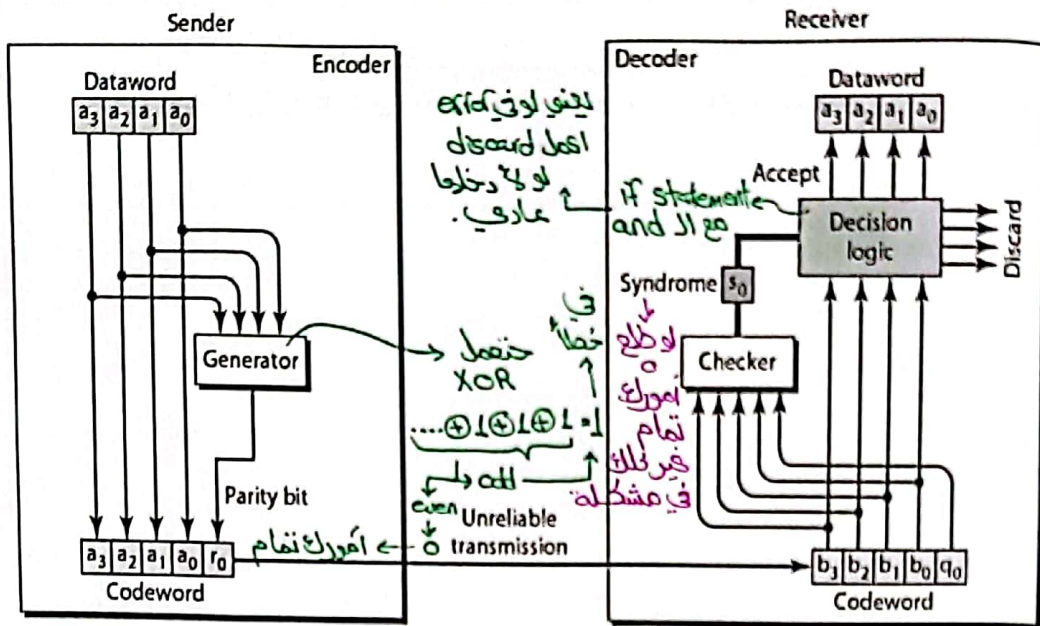 Sender
Receiver
Encoder
Decoder
Dataword
a3 a2 a1 a0
Generator
Parity bit
a3 a2 a1 a0 r0
Codeword
Unreliable
transmission
Dataword
a3 a2 a1 a0
Accept
Decision
logic
Discard
Syndrome s0
Checker
b3 b2 b1 b0 q0
Codeword
يعني لو في error
اعمل discard
لو لا دخلها
عادي.
if statement
مع ال and
حتعمل
XOR
....⊕1⊕1⊕1 = 1
odd
even
0
أمورك تمام
في
خطأ
لو طلع
0
أمورك
تمام
غير ذلك
في مشكلة